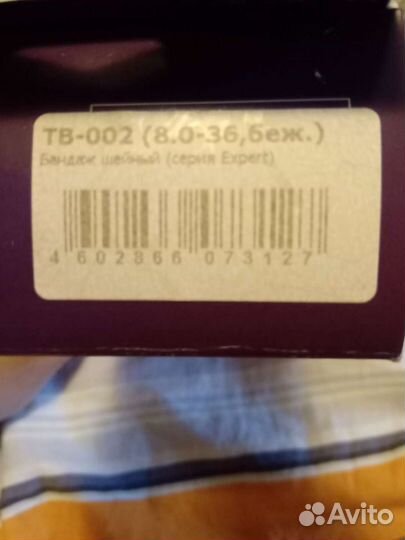 ТВ-002 (8.0-36,беж.)
Бандаж шейный (серия Expert)
4 602866 073127
Avito